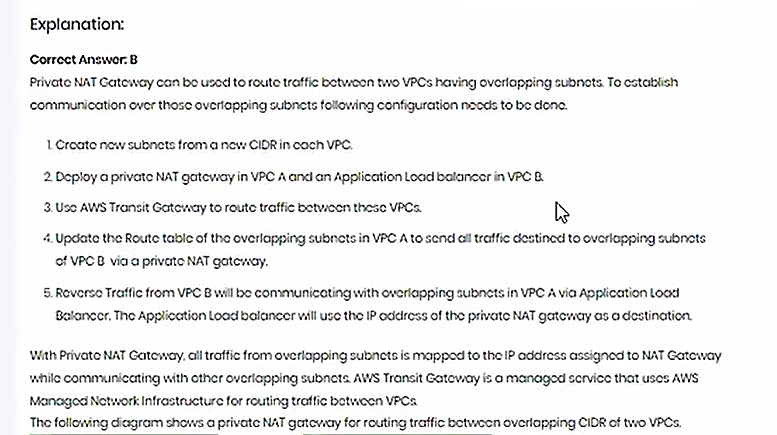 Explanation:
Correct Answer: B
Private NAT Gateway can be used to route traffic between two VPCs having overlapping subnets. To establish
communication over those overlapping subnets following configuration needs to be done.
1. Create new subnets from a new CIDR in each VPC.
2. Deploy a private NAT gateway in VPC A and an Application Load balancer in VPC B.
3. Use AWS Transit Gateway to route traffic between these VPCs.
4. Update the Route table of the overlapping subnets in VPC A to send all traffic destined to overlapping subnets
of VPC B via a private NAT gateway.
5. Reverse Traffic from VPC B will be communicating with overlapping subnets in VPC A via Application Load
Balancer. The Application Load balancer will use the IP address of the private NAT gateway as a destination.
With Private NAT Gateway, all traffic from overlapping subnets is mapped to the IP address assigned to NAT Gateway
while communicating with other overlapping subnets. AWS Transit Gateway is a managed service that uses AWS
Managed Network Infrastructure for routing traffic between VPCs.
The following diagram shows a private NAT gateway for routing traffic between overlapping CIDR of two VPCs.